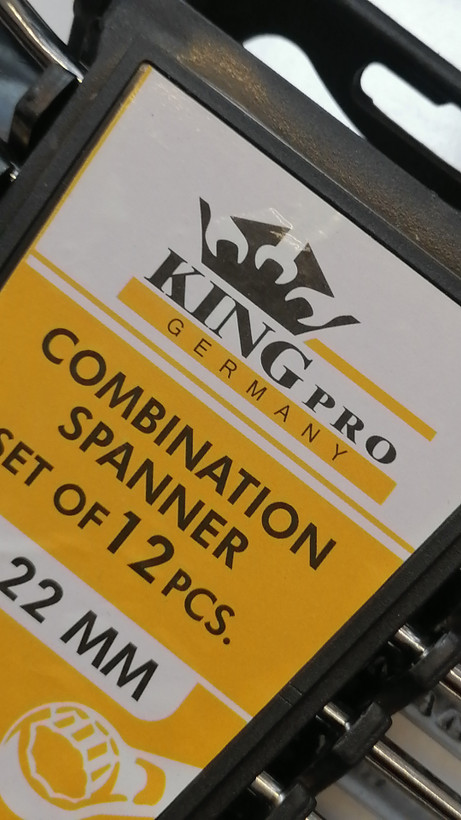 KING PRO
GERMANY
COMBINATION
SPANNER
SET OF 12 PCS.
22 MM